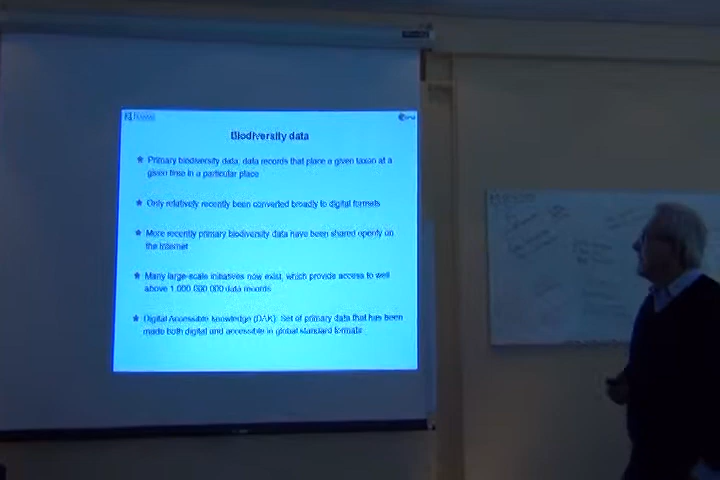 Biodiversity data
★ Primary biodiversity data, data records that place a given taxon at a
given time in a particular place
★ Only relatively recently been converted broadly to digital formats
★ More recently primary biodiversity data have been shared openly on
the Internet
★ Many large-scale initiatives now exist, which provide access to well
above 1.000.000.000 data records
★ Digital Accessible knowledge (DAK): Set of primary data that has been
made both digital and accessible in global standard formats